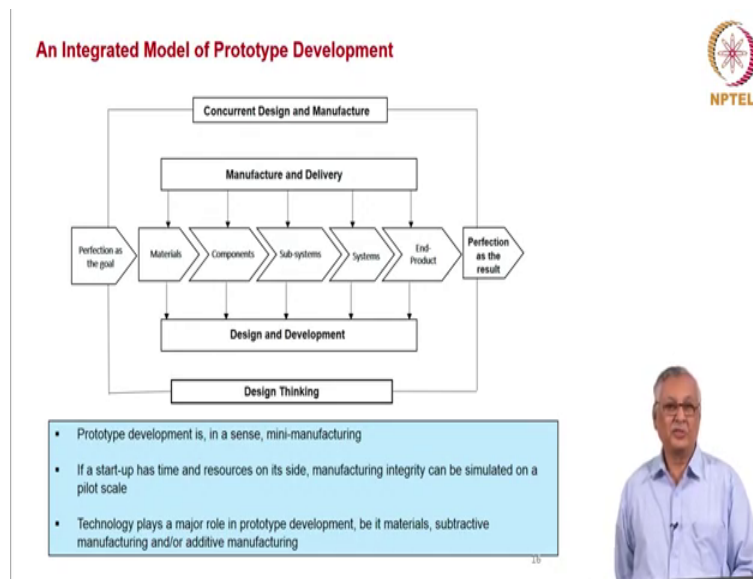 An Integrated Model of Prototype Development
NPTEL
Concurrent Design and Manufacture
Manufacture and Delivery
Perfection as
the goal
Materials
Components
Sub-systems
Systems
End-
Product
Perfection
as the
result
Design and Development
Design Thinking
▪ Prototype development is, in a sense, mini-manufacturing
▪ If a start-up has time and resources on its side, manufacturing integrity can be simulated on a
pilot scale
▪ Technology plays a major role in prototype development, be it materials, subtractive
manufacturing and/or additive manufacturing
16